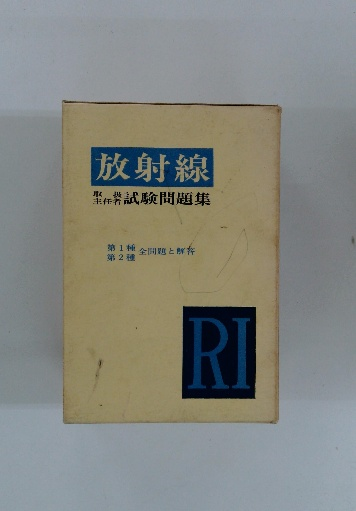 放射線
取扱主任者試験問題集
第1種
第2種 全問題と解答
RI